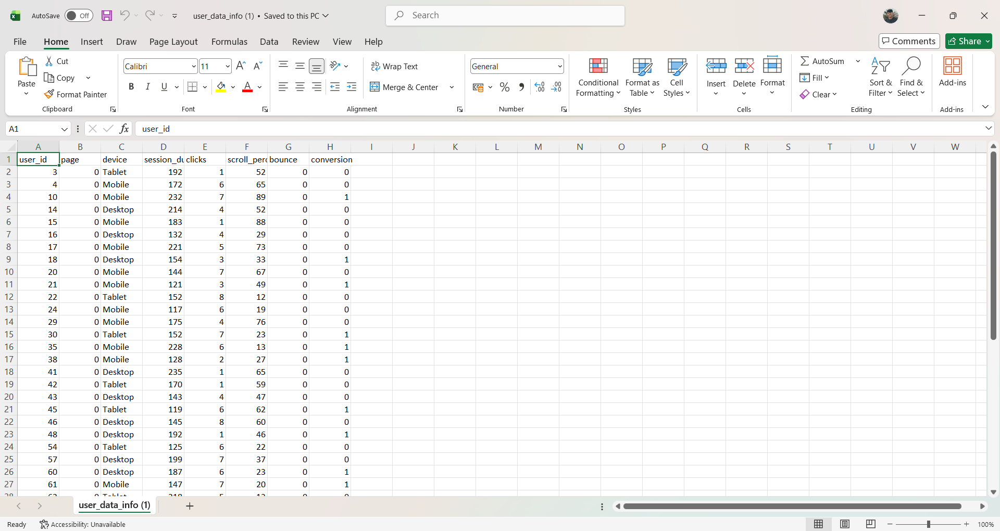 AutoSave Off user_data_info (1) • Saved to this PC Search
File Home Insert Draw Page Layout Formulas Data Review View Help Comments Share
Paste Cut Copy Format Painter Clipboard
Calibri 11 B I U A Font
Wrap Text Merge & Center Alignment
General % Number
Conditional Formatting Format as Table Cell Styles Styles
Insert Delete Format Cells
AutoSum Fill Clear Sort & Filter Find & Select Editing
Add-ins Add-ins
A1 fx user_id
A B C D E F G H I J K L M N O P Q R S T U V W
1 user_id page device session_du clicks scroll_perc bounce conversion
2 3 0 Tablet 192 1 52 0 0
3 4 0 Mobile 172 6 65 0 0
4 10 0 Mobile 232 7 89 0 1
5 14 0 Desktop 214 4 52 0 0
6 15 0 Mobile 183 1 88 0 0
7 16 0 Desktop 132 4 29 0 0
8 17 0 Mobile 221 5 73 0 0
9 18 0 Desktop 154 3 33 0 1
10 20 0 Mobile 144 7 67 0 0
11 21 0 Mobile 121 3 49 0 1
12 22 0 Tablet 152 8 12 0 0
13 24 0 Mobile 117 6 19 0 0
14 29 0 Mobile 175 4 76 0 0
15 30 0 Tablet 152 7 23 0 1
16 35 0 Mobile 228 6 13 0 1
17 38 0 Mobile 128 2 27 0 1
18 41 0 Desktop 235 1 65 0 0
19 42 0 Tablet 170 1 59 0 0
20 43 0 Desktop 143 4 47 0 0
21 45 0 Tablet 119 6 62 0 1
22 46 0 Desktop 145 8 60 0 0
23 48 0 Desktop 192 1 46 0 1
24 54 0 Tablet 125 6 22 0 0
25 57 0 Desktop 199 7 37 0 0
26 60 0 Desktop 187 6 23 0 1
27 61 0 Mobile 147 7 20 0 1
user_data_info (1)
Ready Accessibility: Unavailable 100%